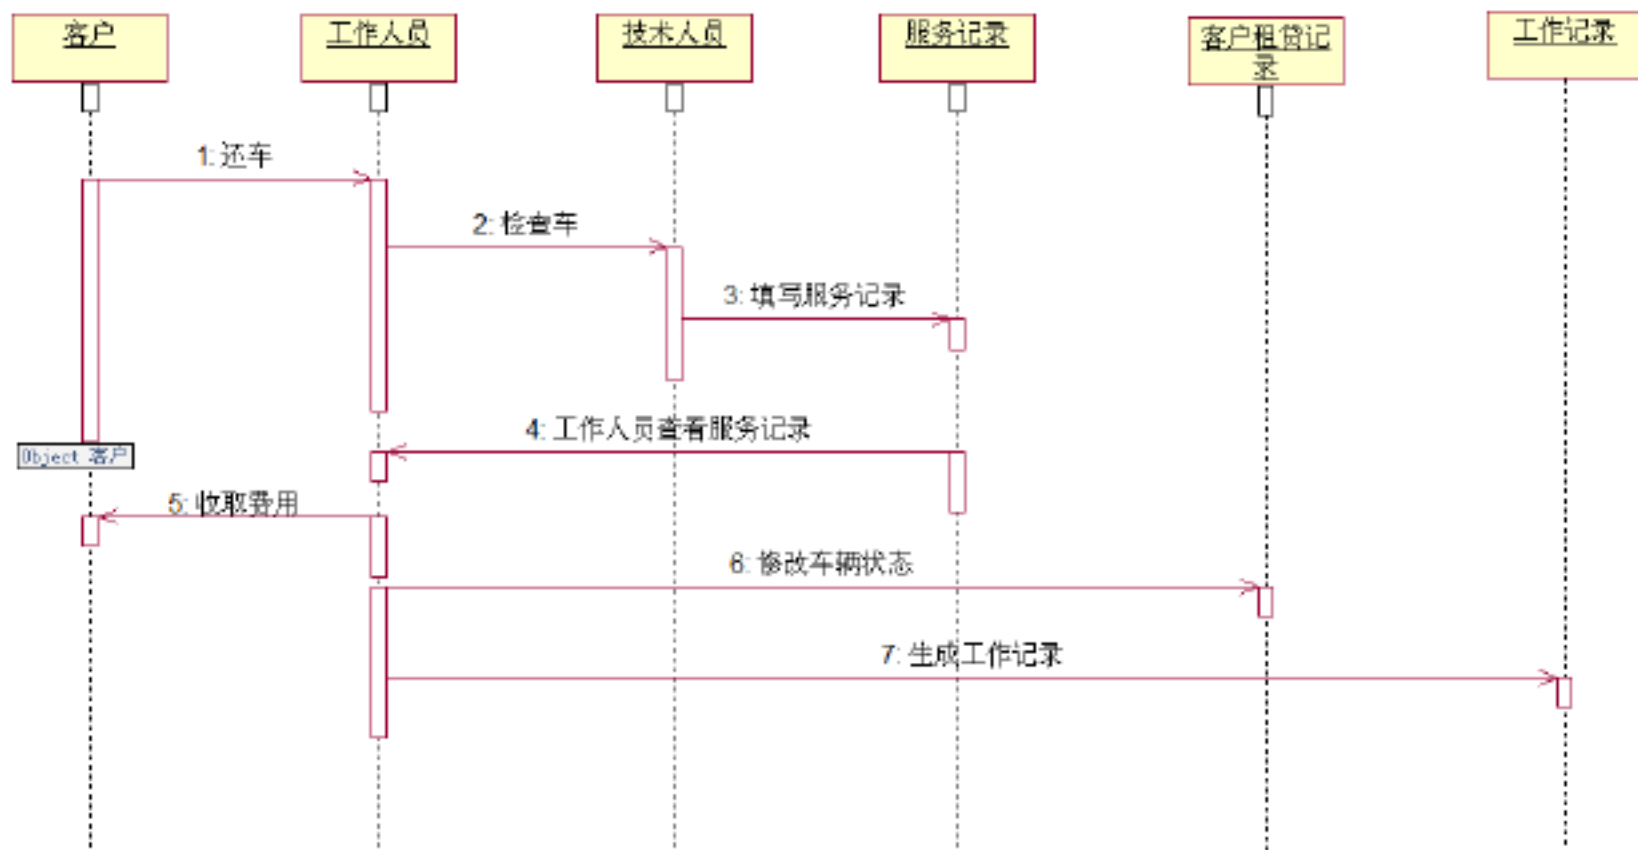 客户
工作人员
技术人员
服务记录
客户租赁记
录
工作记录
1: 还车
2: 检查车
3: 填写服务记录
4: 工作人员查看服务记录
Object 客户
5: 收取费用
6: 修改车辆状态
7: 生成工作记录